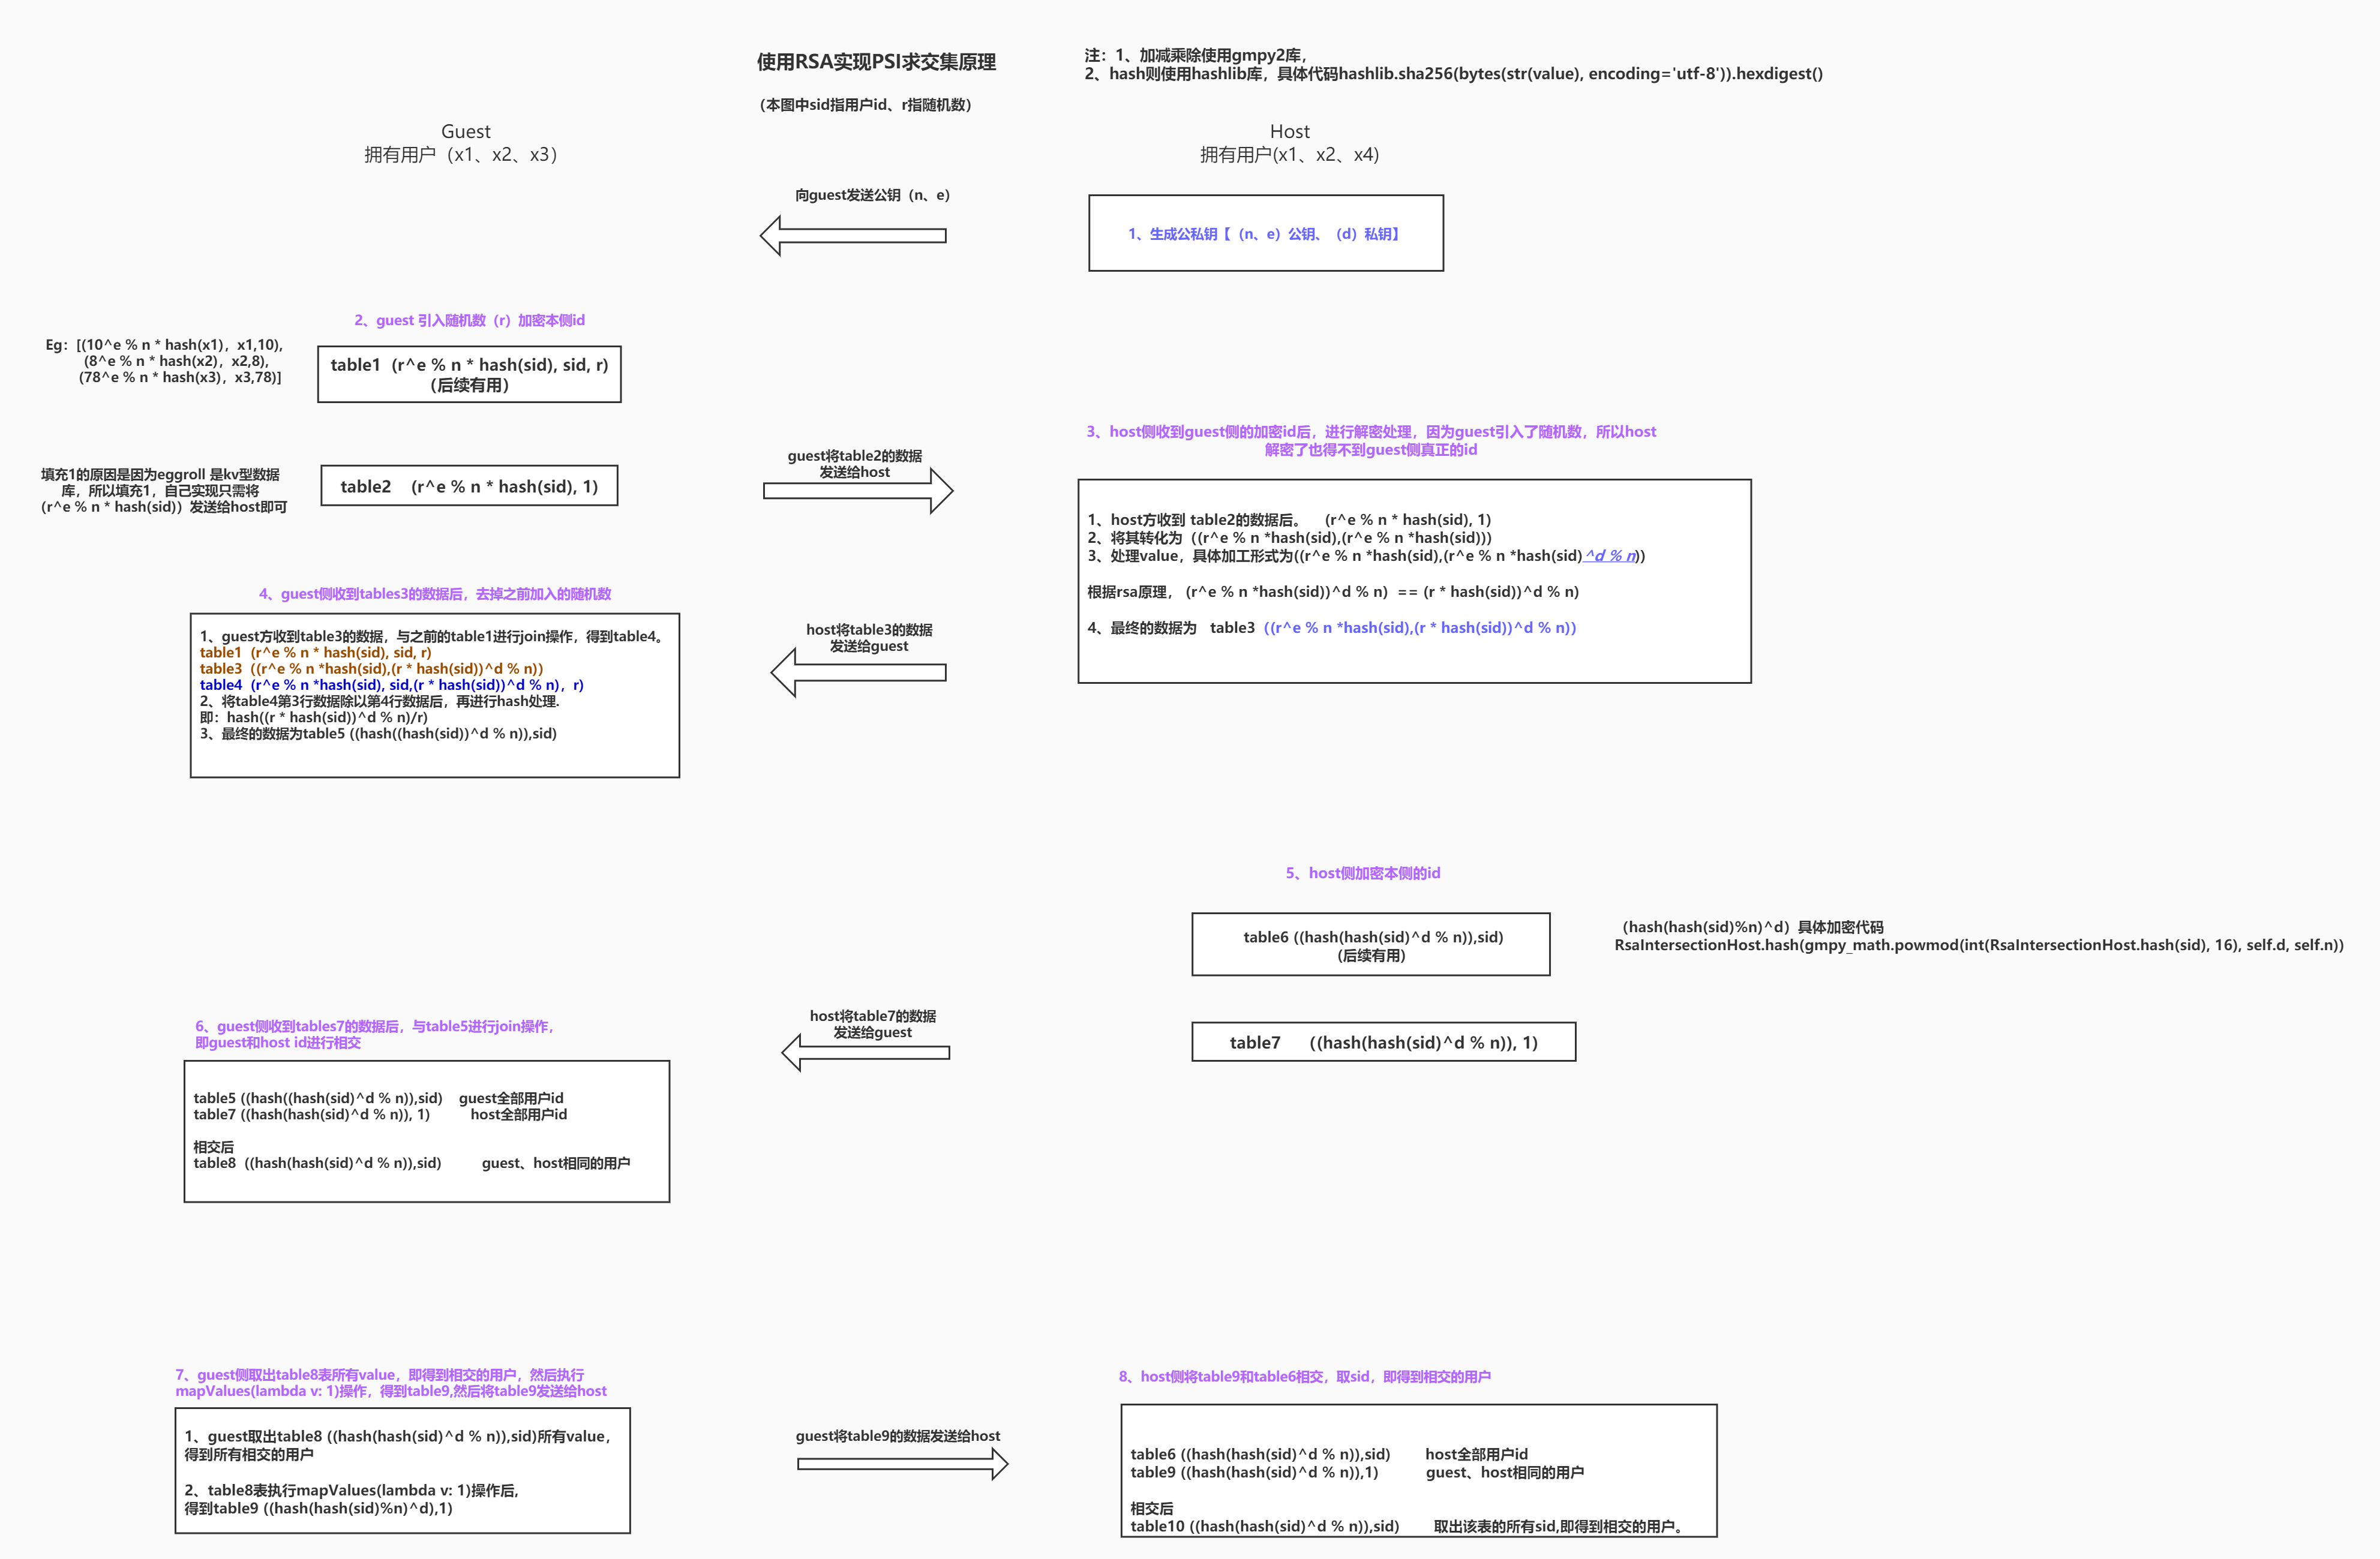 使用RSA实现PSI求交集原理
（本图中sid指用户id、r指随机数）
注：1、加减乘除使用gmpy2库，
2、hash则使用hashlib库，具体代码hashlib.sha256(bytes(str(value), encoding='utf-8')).hexdigest()
Guest
拥有用户（x1、x2、x3）
Host
拥有用户(x1、x2、x4)
向guest发送公钥（n、e）
1、生成公私钥【（n、e）公钥、（d）私钥】
2、guest 引入随机数（r）加密本侧id
Eg：[(10^e % n * hash(x1)，x1,10),
(8^e % n * hash(x2)，x2,8),
(78^e % n * hash(x3)，x3,78)]
table1  (r^e % n * hash(sid), sid, r)
（后续有用）
填充1的原因是因为eggroll 是kv型数据
库，所以填充1，自己实现只需将
(r^e % n * hash(sid)）发送给host即可
table2    (r^e % n * hash(sid), 1)
guest将table2的数据
发送给host
3、host侧收到guest侧的加密id后，进行解密处理，因为guest引入了随机数，所以host
解密了也得不到guest侧真正的id
1、host方收到 table2的数据后。   (r^e % n * hash(sid), 1)
2、将其转化为  ((r^e % n *hash(sid),(r^e % n *hash(sid)))
3、处理value，具体加工形式为((r^e % n *hash(sid),(r^e % n *hash(sid) ^d % n))
根据rsa原理，  (r^e % n *hash(sid))^d % n)  == (r * hash(sid))^d % n)
4、最终的数据为   table3  ((r^e % n *hash(sid),(r * hash(sid))^d % n))
4、guest侧收到tables3的数据后，去掉之前加入的随机数
1、guest方收到table3的数据，与之前的table1进行join操作，得到table4。
table1  (r^e % n * hash(sid), sid, r)
table3  ((r^e % n *hash(sid),(r * hash(sid))^d % n))
table4  (r^e % n *hash(sid), sid,(r * hash(sid))^d % n)，r)
2、将table4第3行数据除以第4行数据后，再进行hash处理.
即：hash((r * hash(sid))^d % n)/r)
3、最终的数据为table5 ((hash((hash(sid))^d % n)),sid)
host将table3的数据
发送给guest
5、host侧加密本侧的id
table6 ((hash(hash(sid)^d % n)),sid)
（后续有用）
（hash(hash(sid)%n)^d）具体加密代码
RsaIntersectionHost.hash(gmpy_math.powmod(int(RsaIntersectionHost.hash(sid), 16), self.d, self.n))
table7      ((hash(hash(sid)^d % n)), 1)
host将table7的数据
发送给guest
6、guest侧收到tables7的数据后，与table5进行join操作，
即guest和host id进行相交
table5 ((hash((hash(sid)^d % n)),sid)    guest全部用户id
table7 ((hash(hash(sid)^d % n)), 1)          host全部用户id
相交后
table8  ((hash(hash(sid)^d % n)),sid)          guest、host相同的用户
7、guest侧取出table8表所有value，即得到相交的用户，然后执行
mapValues(lambda v: 1)操作，得到table9,然后将table9发送给host
1、guest取出table8 ((hash(hash(sid)^d % n)),sid)所有value，
得到所有相交的用户
2、table8表执行mapValues(lambda v: 1)操作后，
得到table9 ((hash(hash(sid)%n)^d),1)
guest将table9的数据发送给host
8、host侧将table9和table6相交，取sid，即得到相交的用户
table6 ((hash(hash(sid)^d % n)),sid)        host全部用户id
table9 ((hash(hash(sid)^d % n)),1)           guest、host相同的用户
相交后
table10 ((hash(hash(sid)^d % n)),sid)        取出该表的所有sid,即得到相交的用户。